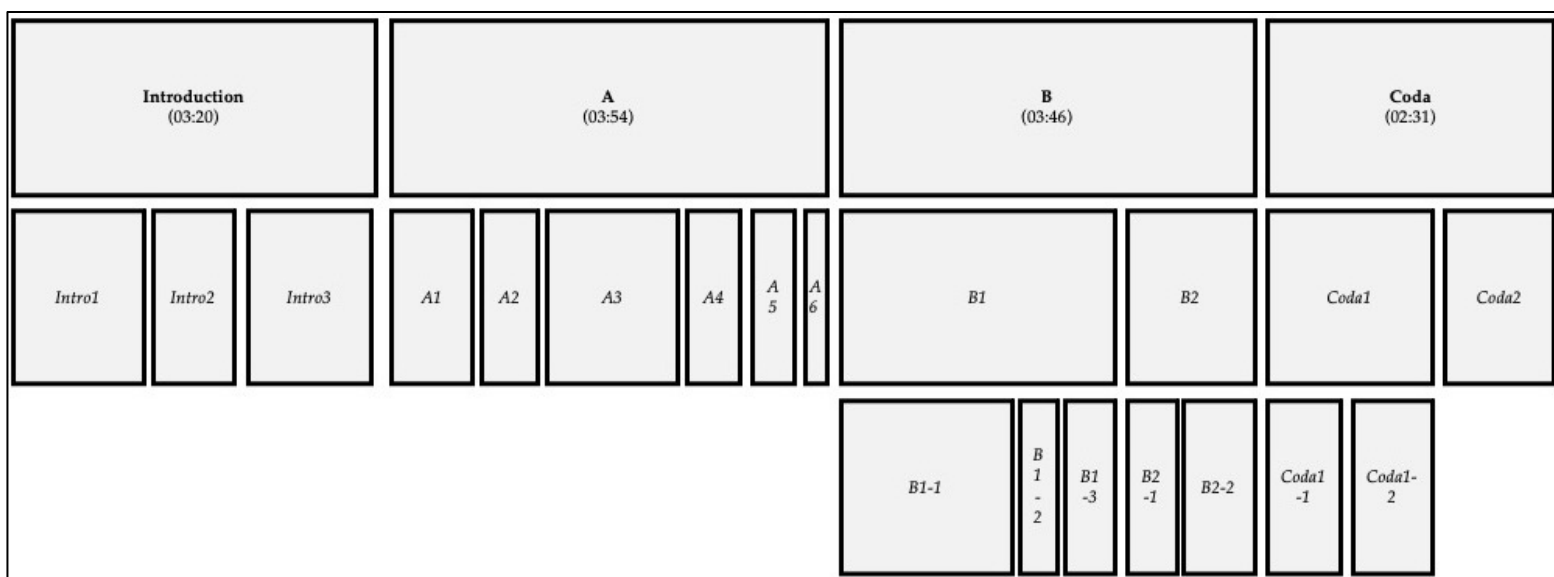 Introduction
(03:20)
A
(03:54)
B
(03:46)
Coda
(02:31)
Intro1
Intro2
Intro3
A1
A2
A3
A4
A
5
A
6
B1
B2
Coda1
Coda2
B1-1
B
1
-
2
B1
-3
B2
-1
B2-2
Coda1
-1
Coda1-
2